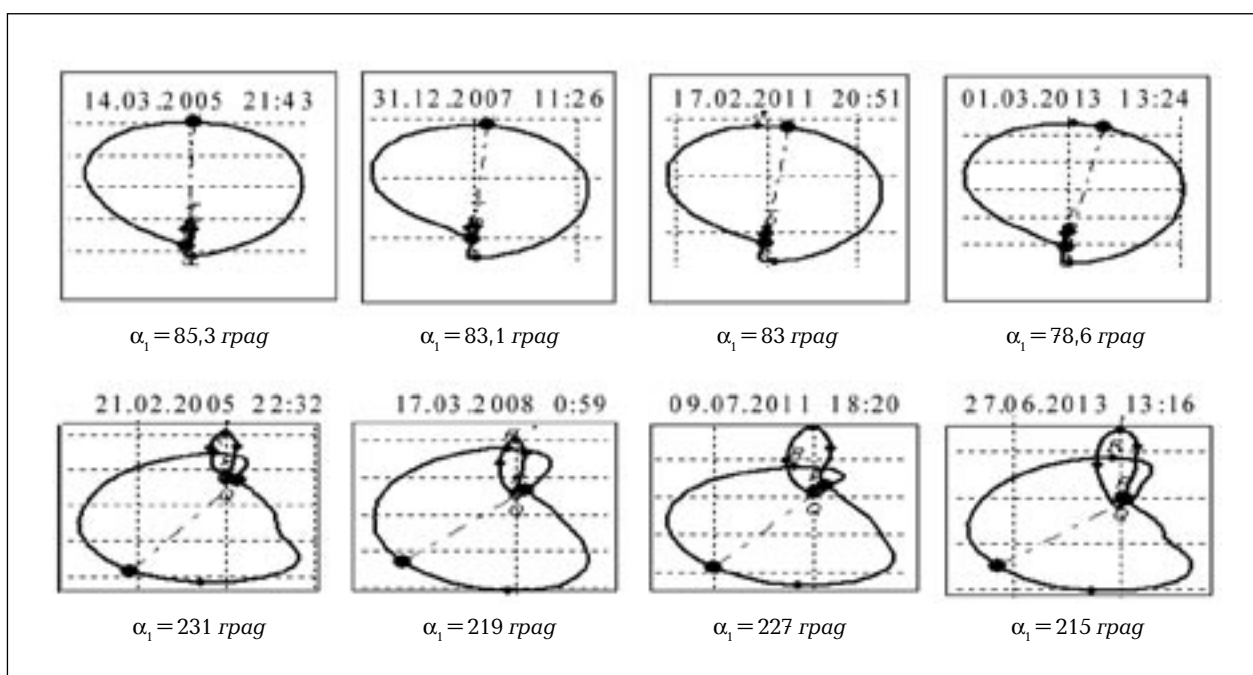 14.03.2005 21:43 31.12.2007 11:26 17.02.2011 20:51 01.03.2013 13:24
α₁ = 85,3 град α₁ = 83,1 град α₁ = 83 град α₁ = 78,6 град
21.02.2005 22:32 17.03.2008 0:59 09.07.2011 18:20 27.06.2013 13:16
α₁ = 231 град α₁ = 219 град α₁ = 227 град α₁ = 215 град